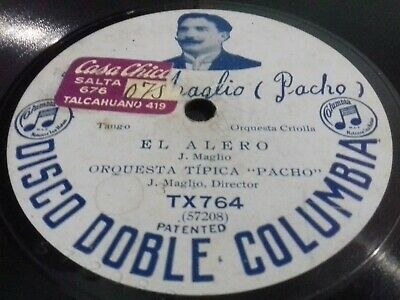 Casa Chica
SALTA
676
075
TALCAHUANO 419
Maglio (Pacho)
Tango
Orquesta Criolla
EL ALERO
J. Maglio
ORQUESTA TÍPICA "PACHO"
J. Maglio, Director
TX764
(57208)
PATENTED
DISCO DOBLE COLUMBIA
Columbia
Columbia